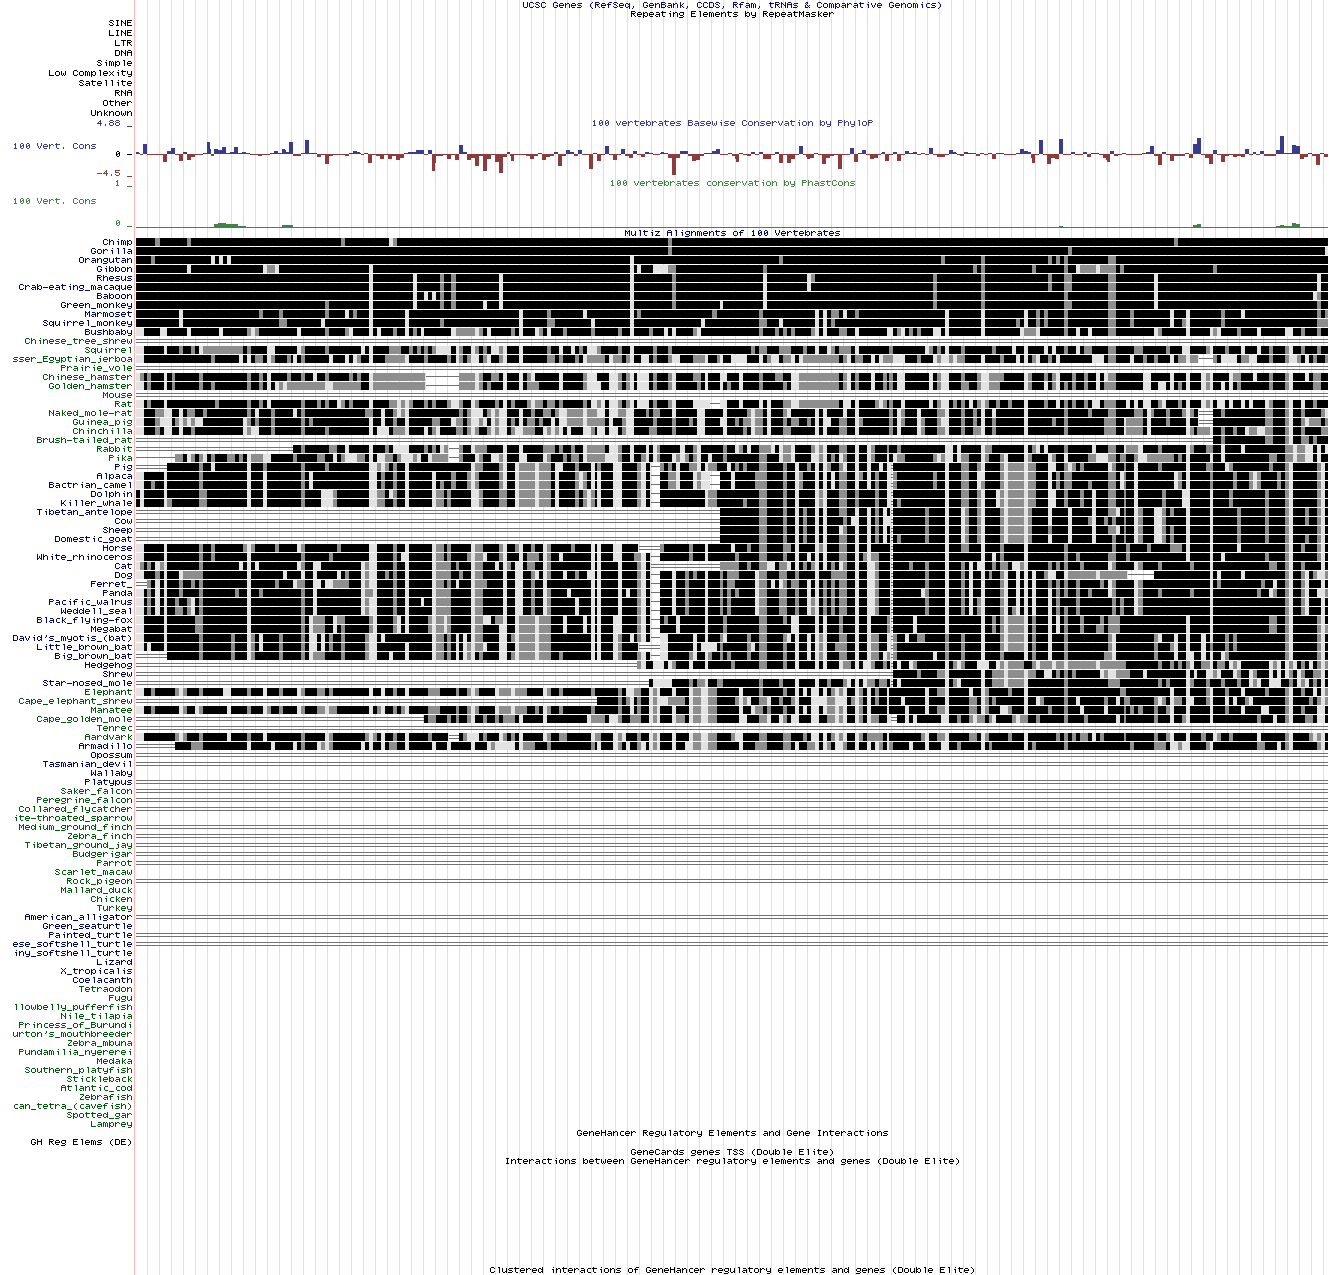 UCSC Genes (RefSeq, GenBank, CCDS, Rfam, tRNAs & Comparative Genomics)
Repeating Elements by RepeatMasker
SINE
LINE
LTR
DNA
Simple
Low Complexity
Satellite
RNA
Other
Unknown
4.88 _
100 vertebrates Basewise Conservation by PhyloP
100 Vert. Cons
0 _
-4.5 _
1 _
100 vertebrates conservation by PhastCons
100 Vert. Cons
0 _
Multiz Alignments of 100 Vertebrates
Chimp
Gorilla
Orangutan
Gibbon
Rhesus
Crab-eating_macaque
Baboon
Green_monkey
Marmoset
Squirrel_monkey
Bushbaby
Chinese_tree_shrew
Squirrel
sser_Egyptian_jerboa
Prairie_vole
Chinese_hamster
Golden_hamster
Mouse
Rat
Naked_mole-rat
Guinea_pig
Chinchilla
Brush-tailed_rat
Rabbit
Pika
Pig
Alpaca
Bactrian_camel
Dolphin
Killer_whale
Tibetan_antelope
Cow
Sheep
Domestic_goat
Horse
White_rhinoceros
Cat
Dog
Ferret_
Panda
Pacific_walrus
Weddell_seal
Black_flying-fox
Megabat
David's_myotis_(bat)
Little_brown_bat
Big_brown_bat
Hedgehog
Shrew
Star-nosed_mole
Elephant
Cape_elephant_shrew
Manatee
Cape_golden_mole
Tenrec
Aardvark
Armadillo
Opossum
Tasmanian_devil
Wallaby
Platypus
Saker_falcon
Peregrine_falcon
Collared_flycatcher
ite-throated_sparrow
Medium_ground_finch
Zebra_finch
Tibetan_ground_jay
Budgerigar
Parrot
Scarlet_macaw
Rock_pigeon
Mallard_duck
Chicken
Turkey
American_alligator
Green_seaturtle
Painted_turtle
ese_softshell_turtle
iny_softshell_turtle
Lizard
X_tropicalis
Coelacanth
Tetraodon
Fugu
llowbelly_pufferfish
Nile_tilapia
Princess_of_Burundi
urton's_mouthbreeder
Zebra_mbuna
Pundamilia_nyererei
Medaka
Southern_platyfish
Stickleback
Atlantic_cod
Zebrafish
can_tetra_(cavefish)
Spotted_gar
Lamprey
GeneHancer Regulatory Elements and Gene Interactions
GH Reg Elems (DE)
GeneCards genes TSS (Double Elite)
Interactions between GeneHancer regulatory elements and genes (Double Elite)
Clustered interactions of GeneHancer regulatory elements and genes (Double Elite)